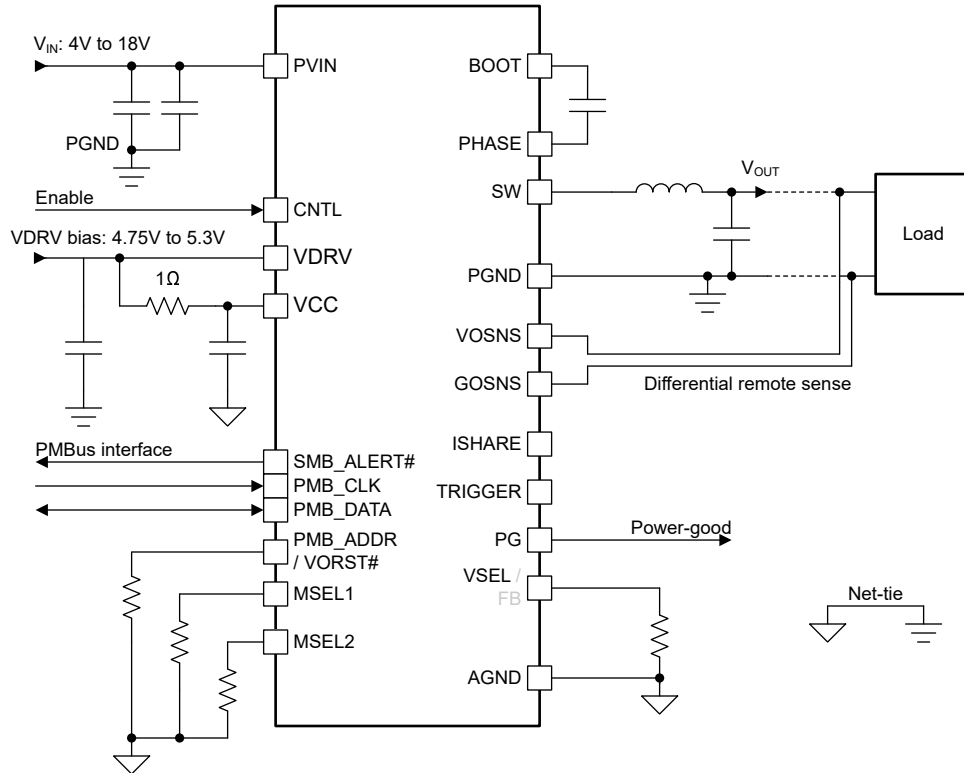 V_IN: 4V to 18V
PVIN
BOOT
PGND
PHASE
V_OUT
SW
Enable
CNTL
Load
VDRV bias: 4.75V to 5.3V
VDRV
1Ω
PGND
VCC
VOSNS
GOSNS
Differential remote sense
ISHARE
PMBus interface
SMB_ALERT#
PMB_CLK
TRIGGER
PMB_DATA
Power-good
PMB_ADDR
/ VORST#
PG
VSEL /
FB
MSEL1
Net-tie
MSEL2
AGND